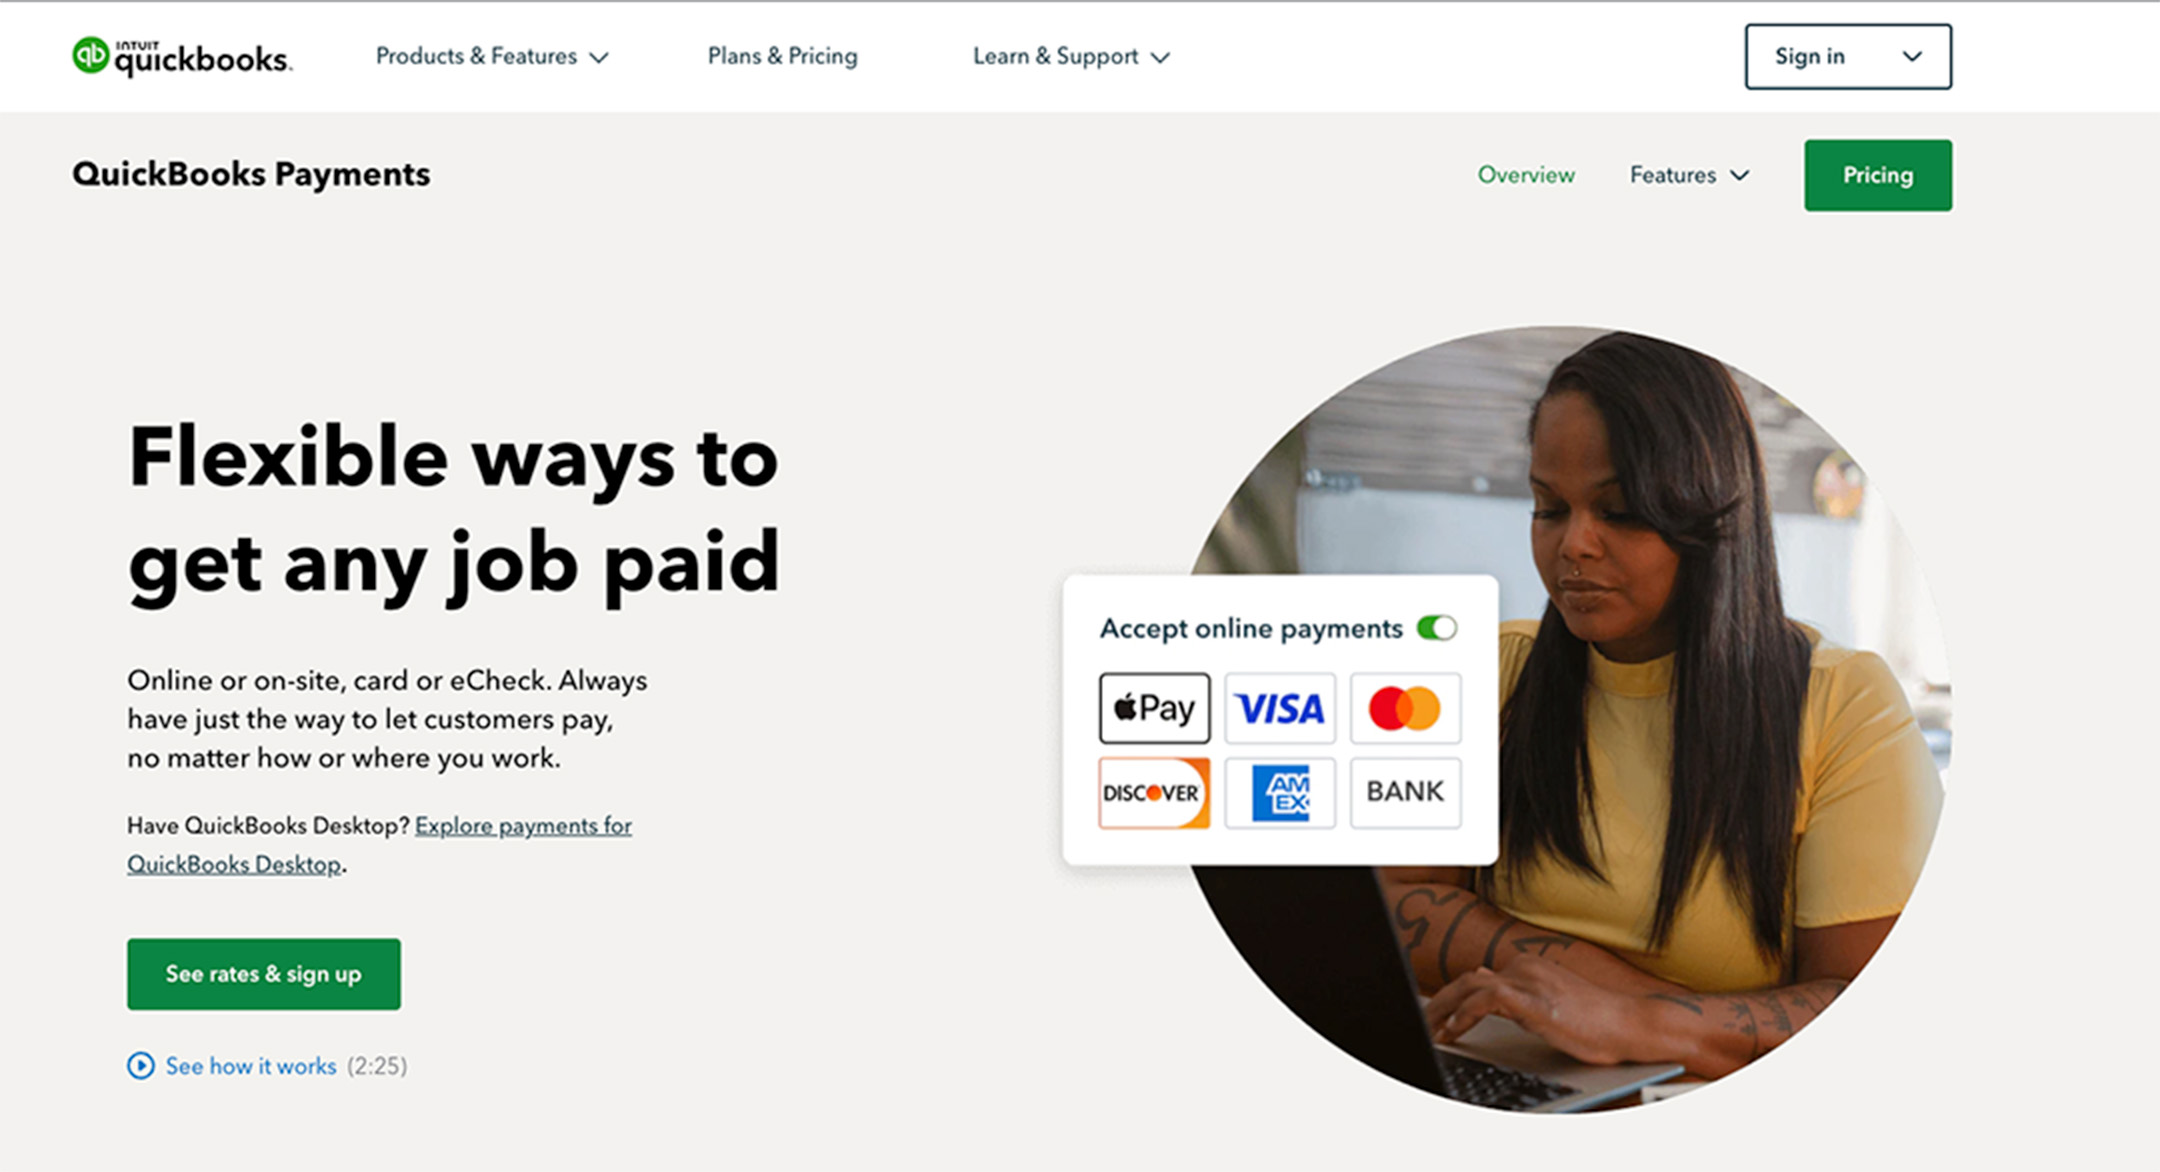 INTUIT
quickbooks.
Products & Features
Plans & Pricing
Learn & Support
Sign in
QuickBooks Payments
Overview
Features
Pricing
Flexible ways to
get any job paid
Online or on-site, card or eCheck. Always
have just the way to let customers pay,
no matter how or where you work.
Have QuickBooks Desktop? Explore payments for
QuickBooks Desktop.
See rates & sign up
See how it works (2:25)
Accept online payments
Pay
VISA
DISCOVER
AM
EX
BANK